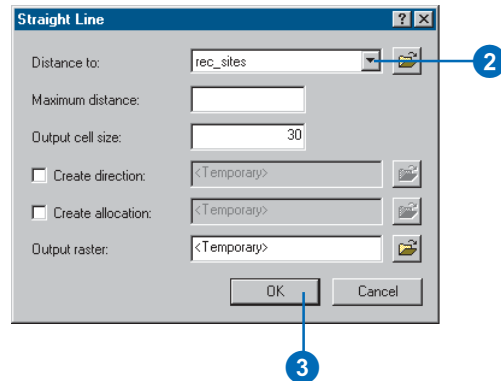 Straight Line
Distance to: rec_sites
2
Maximum distance:
Output cell size: 30
Create direction: <Temporary>
Create allocation: <Temporary>
Output raster: <Temporary>
OK Cancel
3